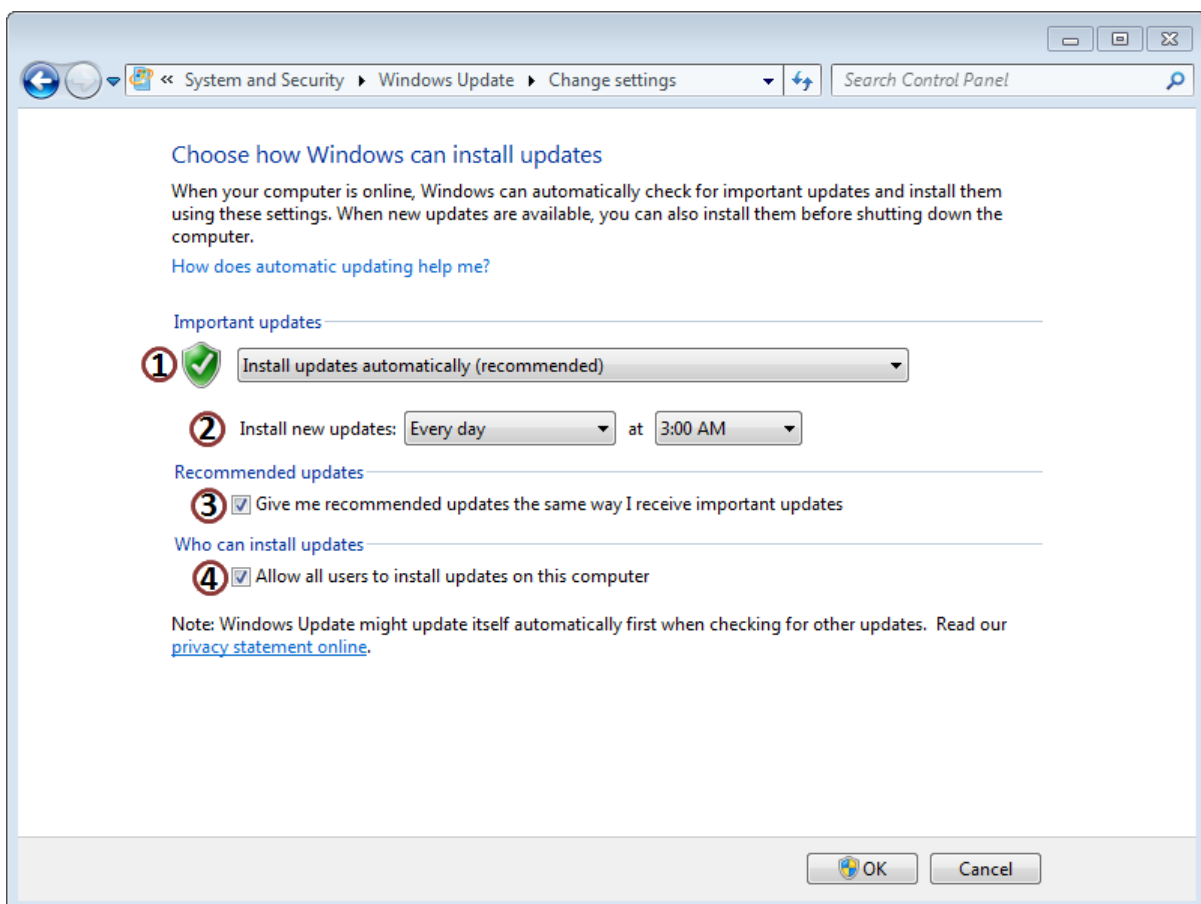 « System and Security ▸ Windows Update ▸ Change settings Search Control Panel
Choose how Windows can install updates
When your computer is online, Windows can automatically check for important updates and install them
using these settings. When new updates are available, you can also install them before shutting down the
computer.
How does automatic updating help me?
Important updates
1 Install updates automatically (recommended)
2 Install new updates: Every day at 3:00 AM
Recommended updates
3 Give me recommended updates the same way I receive important updates
Who can install updates
4 Allow all users to install updates on this computer
Note: Windows Update might update itself automatically first when checking for other updates. Read our
privacy statement online.
OK Cancel